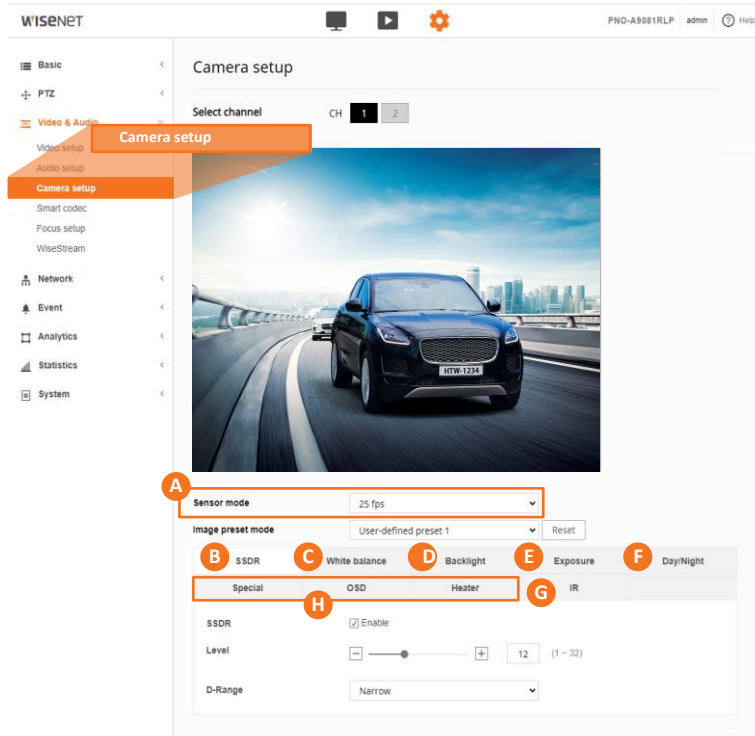 WISENET
PNO-A9081RLP admin ? Help
Basic
PTZ
Video & Audio
Camera setup
Video setup
Audio setup
Camera setup
Smart codec
Focus setup
WiseStream
Network
Event
Analytics
Statistics
System
Camera setup
Select channel CH 1 2
HTW-1234
A
Sensor mode 25 fps
Image preset mode User-defined preset 1 Reset
B SSDR C White balance D Backlight E Exposure F Day/Night
Special OSD Heater G IR
H
SSDR Enable
Level 12 (1 ~ 32)
D-Range Narrow